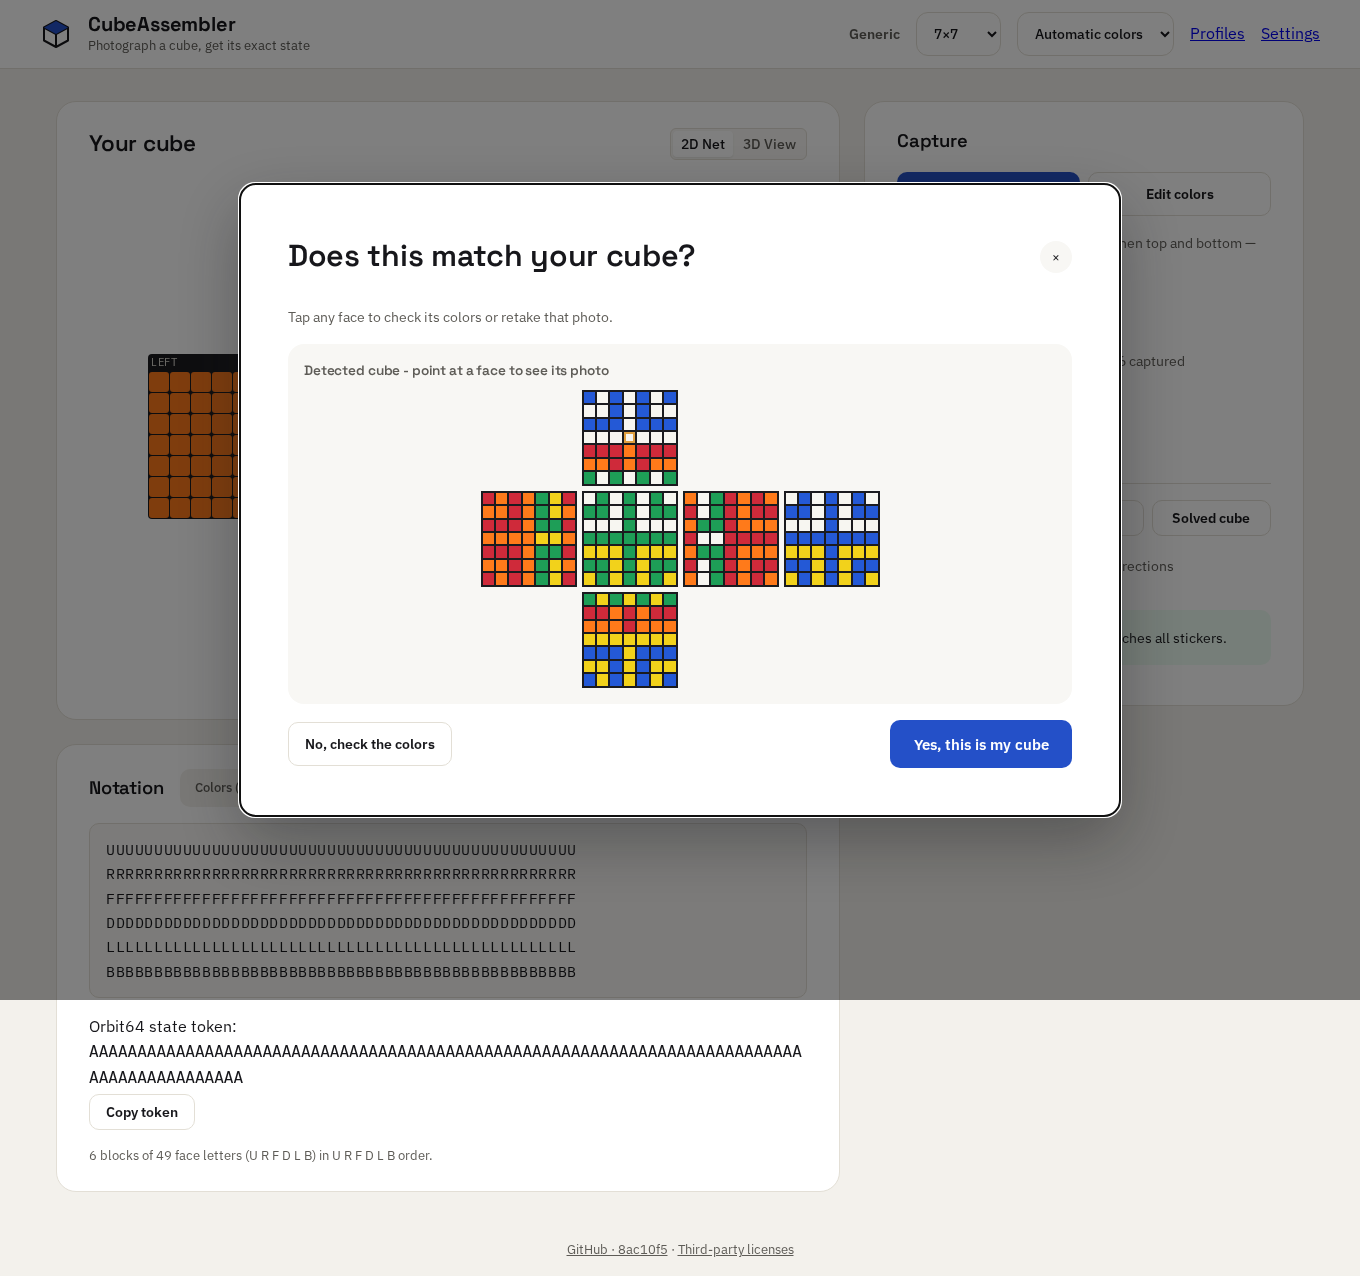 CubeAssembler
Photograph a cube, get its exact state
Generic
7×7
Automatic colors
Profiles
Settings
Your cube
2D Net
3D View
Capture
Edit colors
LEFT
captured
Solved cube
Does this match your cube?
×
Tap any face to check its colors or retake that photo.
Detected cube - point at a face to see its photo
No, check the colors
Yes, this is my cube
hen top and bottom —
rections
ches all stickers.
Notation
Colors (
UUUUUUUUUUUUUUUUUUUUUUUUUUUUUUUUUUUUUUUUUUUUUUUUU
RRRRRRRRRRRRRRRRRRRRRRRRRRRRRRRRRRRRRRRRRRRRRRRRR
FFFFFFFFFFFFFFFFFFFFFFFFFFFFFFFFFFFFFFFFFFFFFFFFF
DDDDDDDDDDDDDDDDDDDDDDDDDDDDDDDDDDDDDDDDDDDDDDDDD
LLLLLLLLLLLLLLLLLLLLLLLLLLLLLLLLLLLLLLLLLLLLLLLLL
BBBBBBBBBBBBBBBBBBBBBBBBBBBBBBBBBBBBBBBBBBBBBBBBB
Orbit64 state token:
AAAAAAAAAAAAAAAAAAAAAAAAAAAAAAAAAAAAAAAAAAAAAAAAAAAAAAAAAAAAAAAAAAAAAAAAAA
AAAAAAAAAAAAAAAA
Copy token
6 blocks of 49 face letters (U R F D L B) in U R F D L B order.
GitHub · 8ac10f5 · Third-party licenses